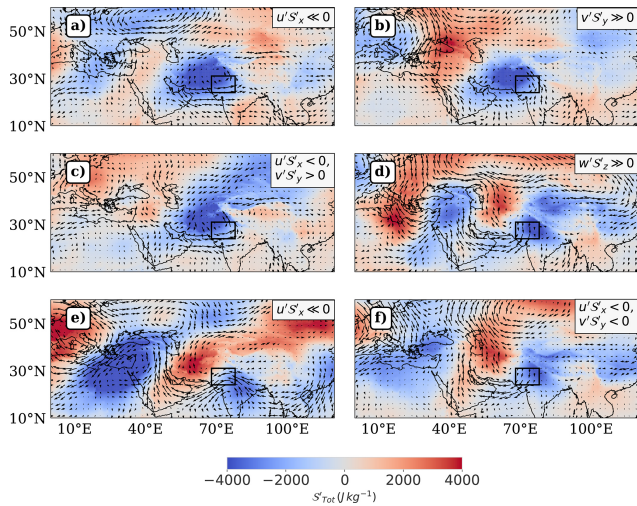 60°N
50°N
30°N
10°N
a)
u′S′ₓ ≪ 0
b)
v′S′ᵧ ≫ 0
50°N
30°N
10°N
c)
u′S′ₓ < 0,
v′S′ᵧ > 0
d)
w′S′z ≫ 0
50°N
30°N
10°N
e)
u′S′ₓ ≪ 0
f)
u′S′ₓ < 0,
v′S′ᵧ < 0
10°E 40°E 70°E 100°E
10°E 40°E 70°E 100°E
−4000 −2000 0 2000 4000
S′Tot (J kg⁻¹)